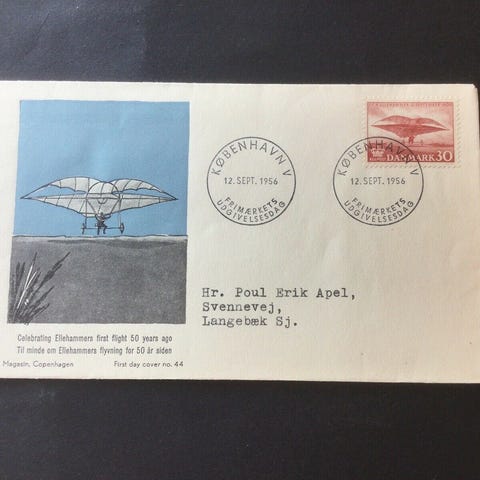 KØBENHAVN V
12. SEPT. 1956
FRIMÆRKETS
UDGIVELSESDAG
KØBENHAVN V
12. SEPT. 1956
FRIMÆRKETS
UDGIVELSESDAG
DANMARK 30
Hr. Poul Erik Apel,
Svennevej,
Langebæk Sj.
Celebrating Ellehammers first flight 50 years ago
Til minde om Ellehammers flyvning for 50 år siden
Magasin, Copenhagen First day cover no. 44